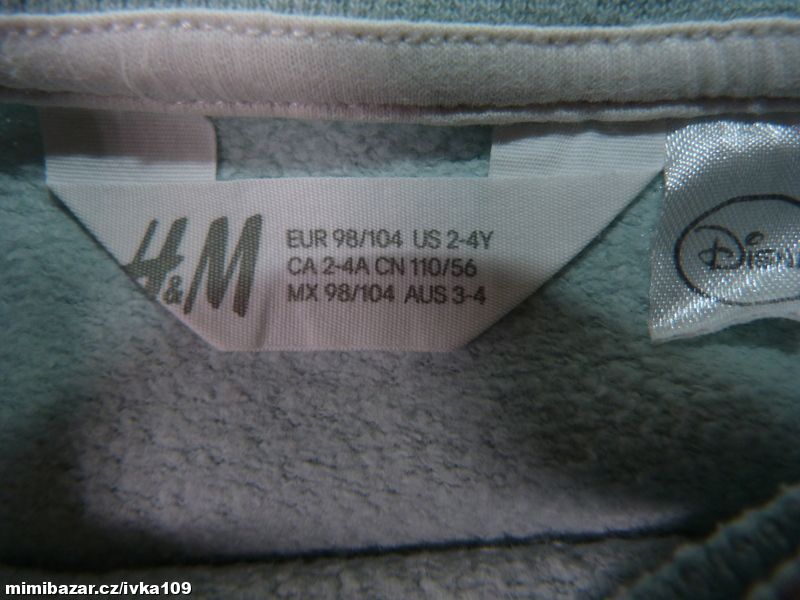 H&M
EUR 98/104 US 2-4Y
CA 2-4A CN 110/56
MX 98/104 AUS 3-4
DISNE
mimibazar.cz/ivka109